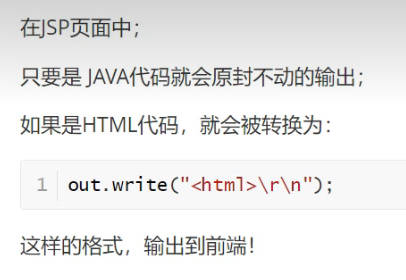 在JSP页面中；
只要是 JAVA代码就会原封不动的输出；
如果是HTML代码，就会被转换为：
1 out.write("<html>\r\n");
这样的格式，输出到前端！